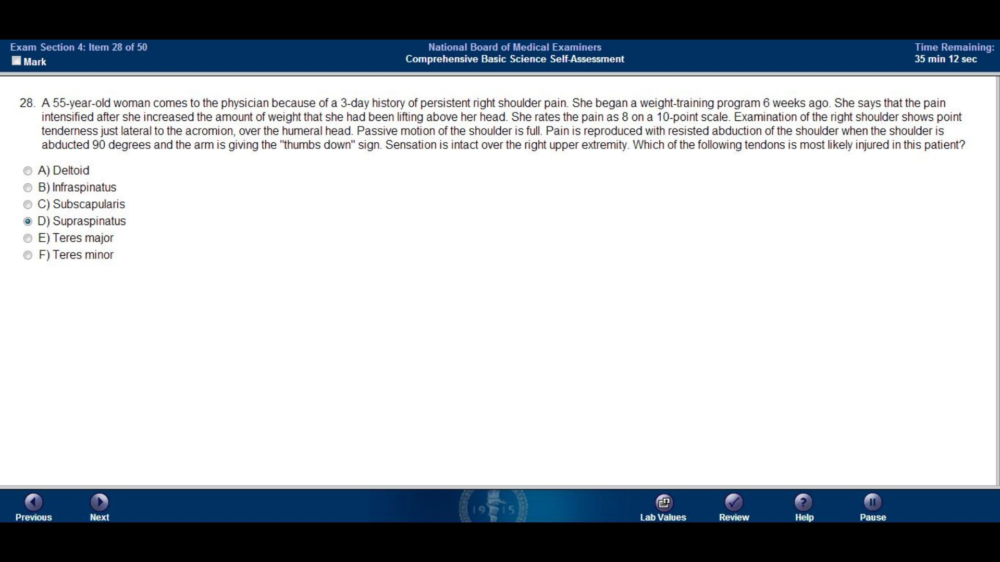 Exam Section 4: Item 28 of 50
National Board of Medical Examiners
Time Remaining:
Mark
Comprehensive Basic Science Self-Assessment
35 min 12 sec
28. A 55-year-old woman comes to the physician because of a 3-day history of persistent right shoulder pain. She began a weight-training program 6 weeks ago. She says that the pain
intensified after she increased the amount of weight that she had been lifting above her head. She rates the pain as 8 on a 10-point scale. Examination of the right shoulder shows point
tenderness just lateral to the acromion, over the humeral head. Passive motion of the shoulder is full. Pain is reproduced with resisted abduction of the shoulder when the shoulder is
abducted 90 degrees and the arm is giving the "thumbs down" sign. Sensation is intact over the right upper extremity. Which of the following tendons is most likely injured in this patient?
A) Deltoid
B) Infraspinatus
C) Subscapularis
D) Supraspinatus
E) Teres major
F) Teres minor
1915
Previous
Next
Lab Values
Review
Help
Pause